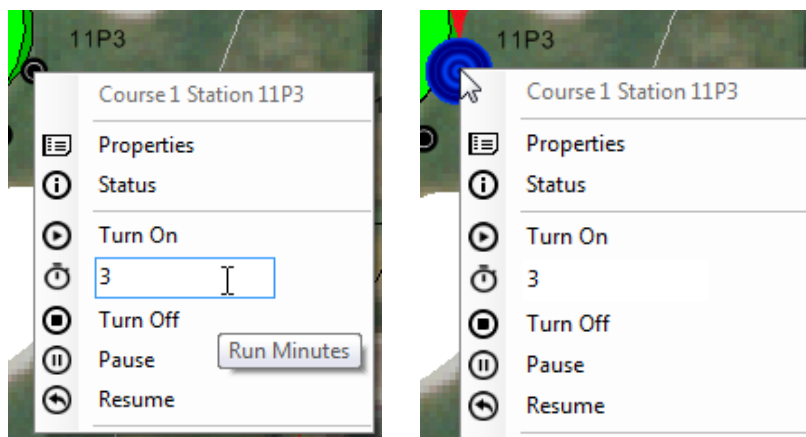 11P3
Course 1 Station 11P3
Properties
Status
Turn On
3
Turn Off
Run Minutes
Pause
Resume
11P3
Course 1 Station 11P3
Properties
Status
Turn On
3
Turn Off
Pause
Resume